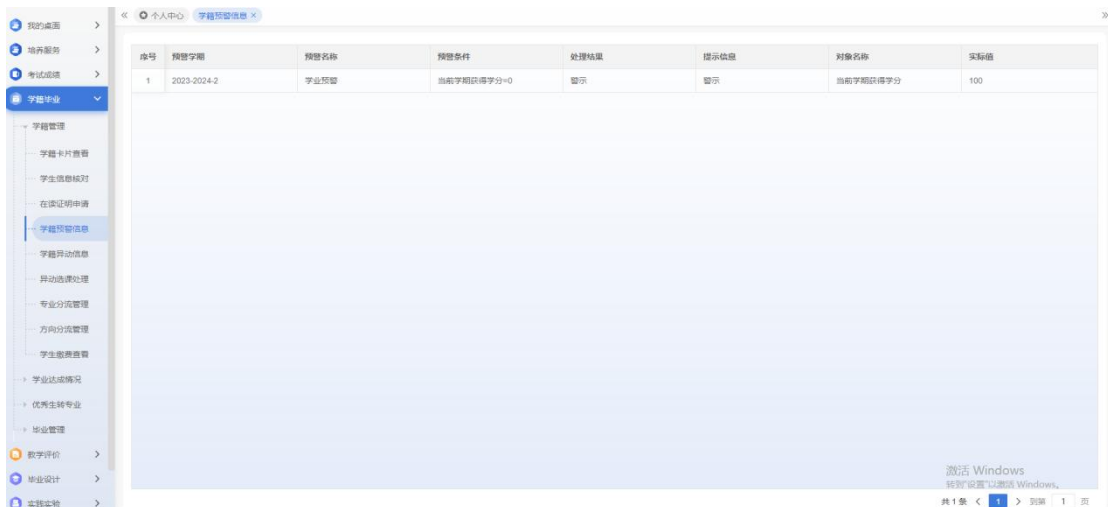 我的桌面
培养服务
考试成绩
学籍毕业
学籍管理
学籍卡片查看
学生信息核对
在读证明申请
学籍预警信息
学籍异动信息
异动选课处理
专业分流管理
方向分流管理
学生缴费查看
学业达成情况
优秀生转专业
毕业管理
教学评价
毕业设计
实践实验
« 个人中心 学籍预警信息 × »
序号 预警学期 预警名称 预警条件 处理结果 提示信息 对象名称 实际值
1 2023-2024-2 学业预警 当前学期获得学分=0 警示 警示 当前学期获得学分 100
激活 Windows
转到"设置"以激活 Windows。
共 1 条 < 1 > 到第 1 页